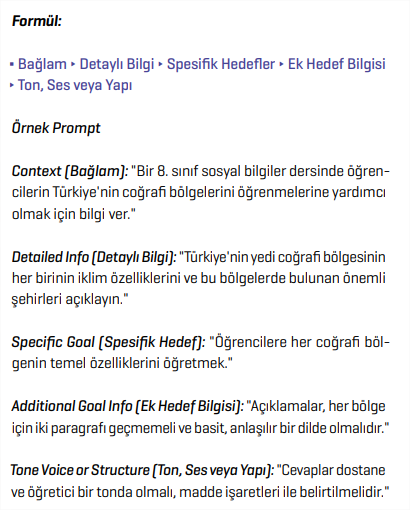 Formül:
• Bağlam ‣ Detaylı Bilgi ‣ Spesifik Hedefler ‣ Ek Hedef Bilgisi
‣ Ton, Ses veya Yapı
Örnek Prompt
Context (Bağlam): "Bir 8. sınıf sosyal bilgiler dersinde öğren-
cilerin Türkiye'nin coğrafi bölgelerini öğrenmelerine yardımcı
olmak için bilgi ver."
Detailed Info (Detaylı Bilgi): "Türkiye'nin yedi coğrafi bölgesinin
her birinin iklim özelliklerini ve bu bölgelerde bulunan önemli
şehirleri açıklayın."
Specific Goal (Spesifik Hedef): "Öğrencilere her coğrafi böl-
genin temel özelliklerini öğretmek."
Additional Goal Info (Ek Hedef Bilgisi): "Açıklamalar, her bölge
için iki paragrafı geçmemeli ve basit, anlaşılır bir dilde olmalıdır."
Tone Voice or Structure (Ton, Ses veya Yapı): "Cevaplar dostane
ve öğretici bir tonda olmalı, madde işaretleri ile belirtilmelidir."